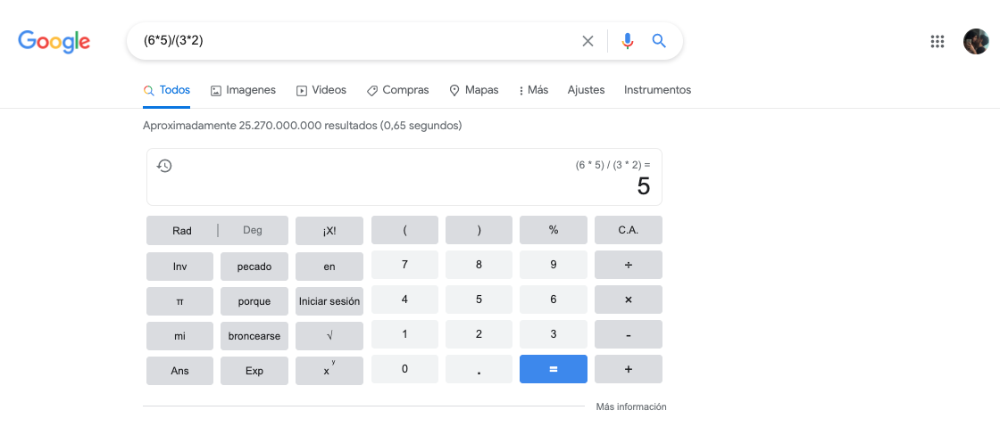 Google
(6*5)/(3*2)
Todos Imagenes Videos Compras Mapas Más Ajustes Instrumentos
Aproximadamente 25.270.000.000 resultados (0,65 segundos)
(6 * 5) / (3 * 2) =
5
Rad | Deg ¡X! ( ) % C.A.
Inv pecado en 7 8 9 ÷
π porque Iniciar sesión 4 5 6 ×
mi broncearse √ 1 2 3 -
Ans Exp xʸ 0 . = +
Más información